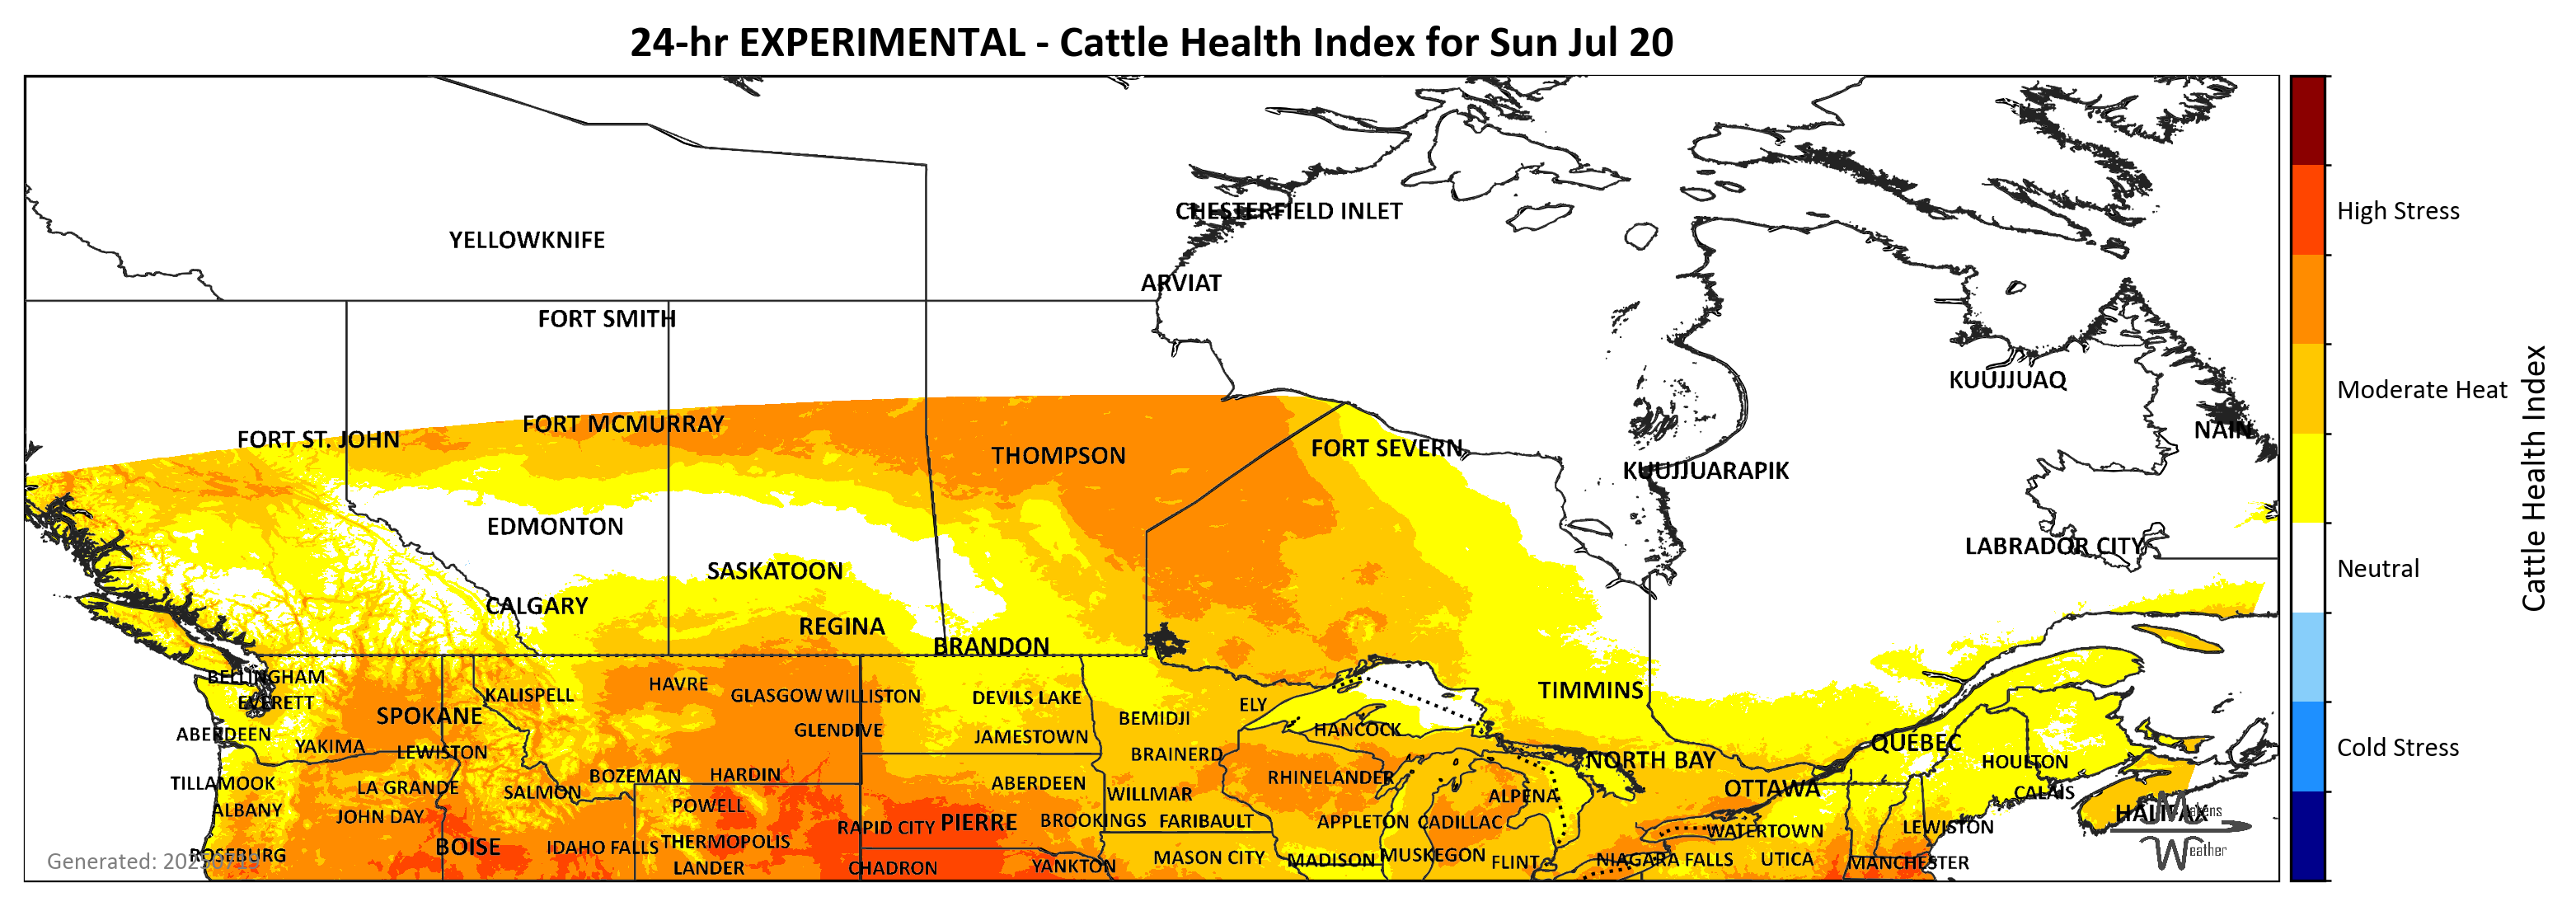 24-hr EXPERIMENTAL - Cattle Health Index for Sun Jul 20
High Stress
Moderate Heat
Neutral
Cold Stress
Cattle Health Index
CHESTERFIELD INLET
YELLOWKNIFE
ARVIAT
FORT SMITH
KUUJJUAQ
FORT MCMURRAY
NAIN
FORT ST. JOHN
FORT SEVERN
THOMPSON
KUUJJUARAPIK
EDMONTON
LABRADOR CITY
SASKATOON
CALGARY
REGINA
BRANDON
BELLINGHAM
HAVRE
KALISPELL
GLASGOW
WILLISTON
DEVILS LAKE
TIMMINS
EVERETT
ELY
SPOKANE
BEMIDJI
GLENDIVE
HANCOCK
ABERDEEN
JAMESTOWN
QUEBEC
YAKIMA
LEWISTON
BRAINERD
NORTH BAY
HOULTON
BOZEMAN
HARDIN
RHINELANDER
TILLAMOOK
LA GRANDE
ABERDEEN
OTTAWA
SALMON
WILLMAR
ALPENA
CALAIS
POWELL
ALBANY
JOHN DAY
RAPID CITY
PIERRE
BROOKINGS
FARIBAULT
APPLETON
CADILLAC
HALIFAX
Makens
WATERTOWN
LEWISTON
BOISE
IDAHO FALLS
THERMOPOLIS
Weather
ROSEBURG
MASON CITY
MADISON
MUSKEGON
FLINT
NIAGARA FALLS
UTICA
MANCHESTER
LANDER
CHADRON
YANKTON
Generated: